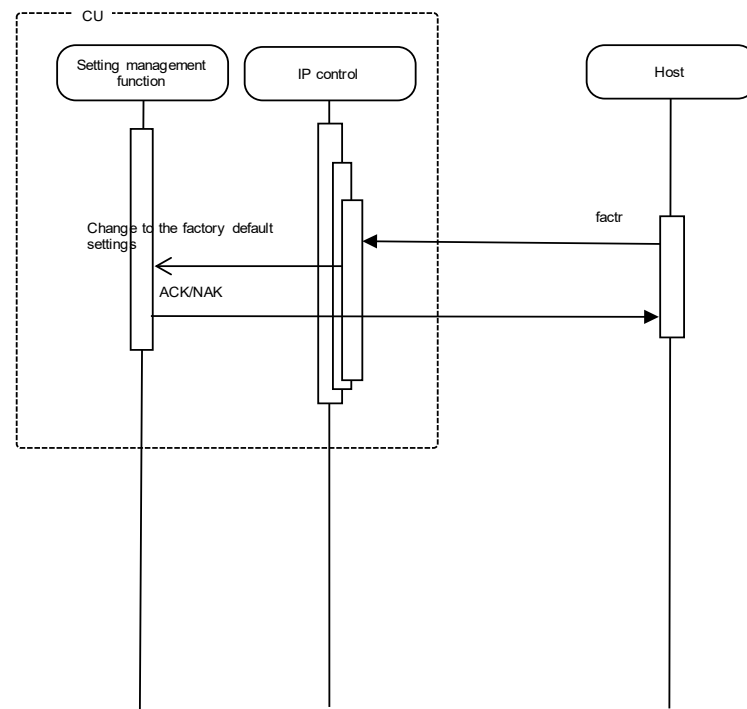 CU
Setting management
function
IP control
Host
factr
Change to the factory default
settings
ACK/NAK